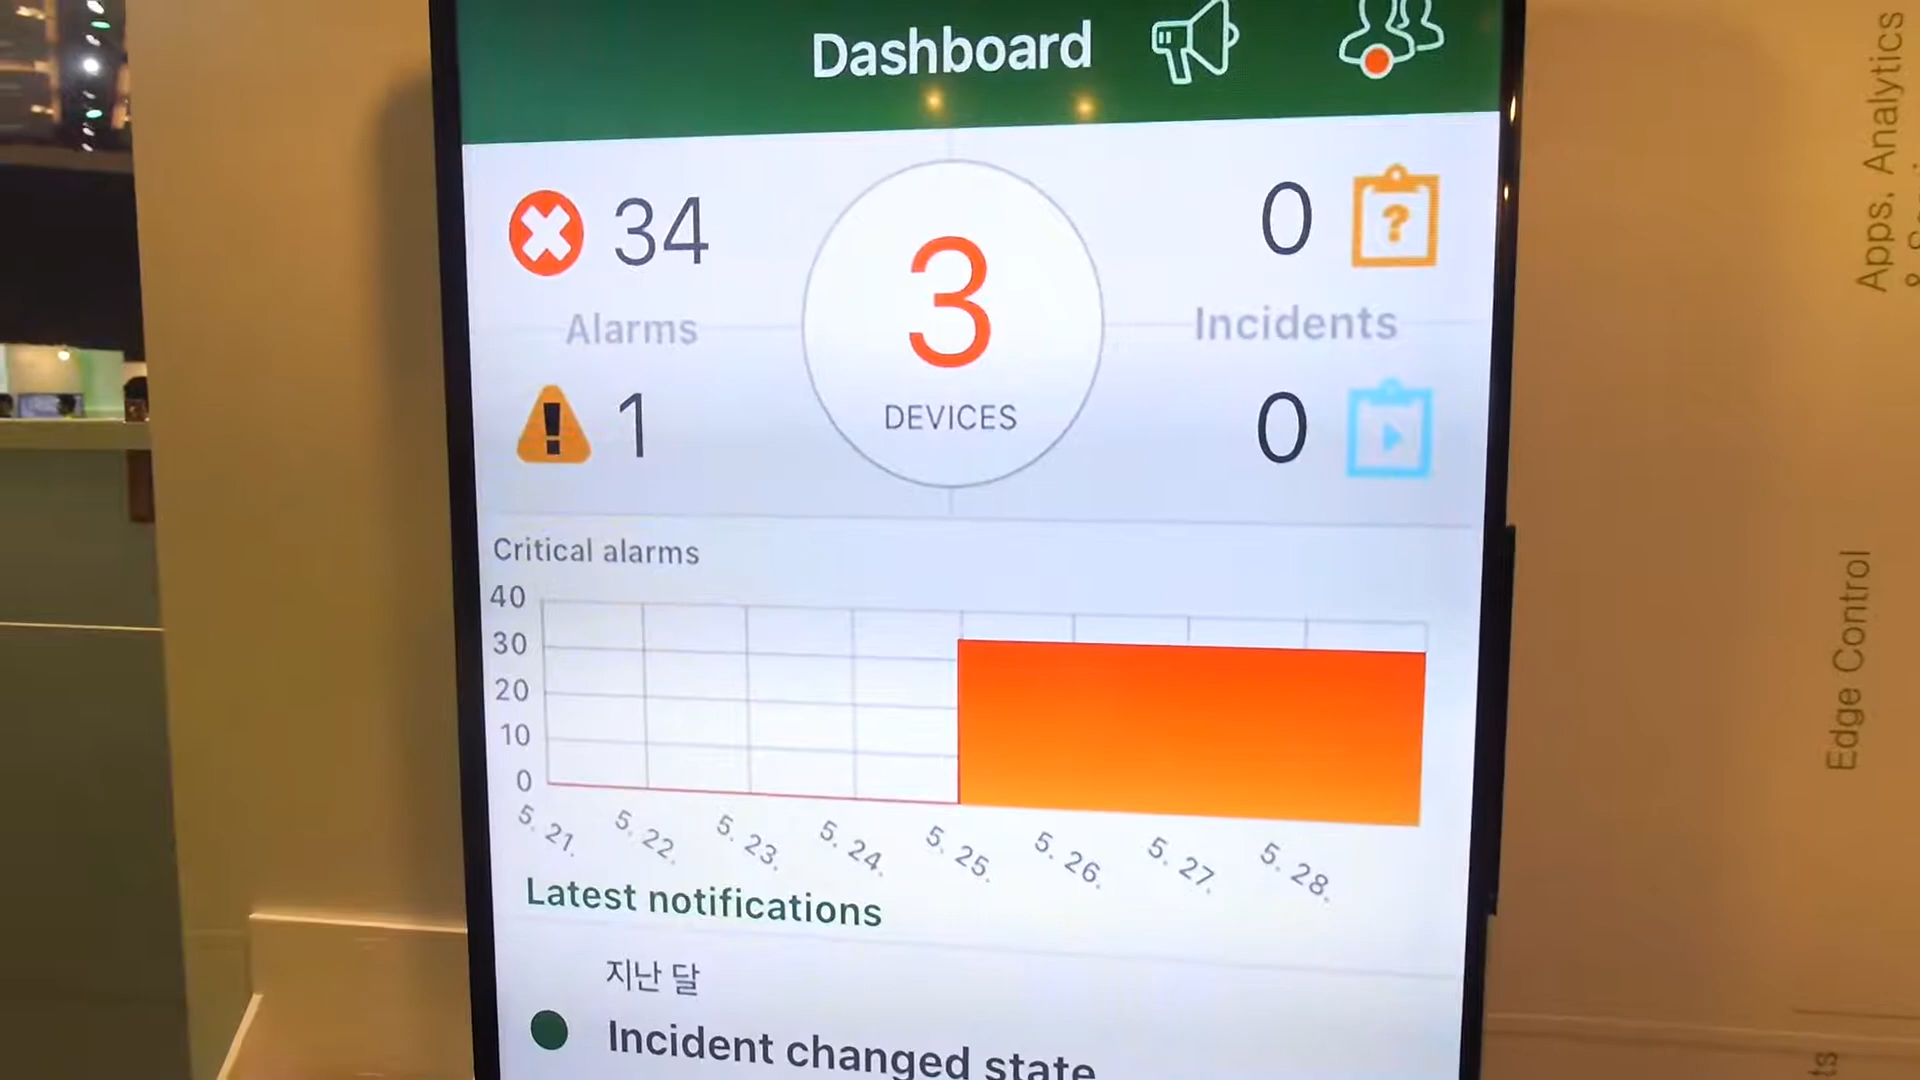 Dashboard
34
Alarms
1
3
DEVICES
0
Incidents
0
Critical alarms
40
30
20
10
0
5. 21.
5. 22.
5. 23.
5. 24.
5. 25.
5. 26.
5. 27.
5. 28.
Latest notifications
지난 달
Incident changed state
Apps, Analytics
Edge Control